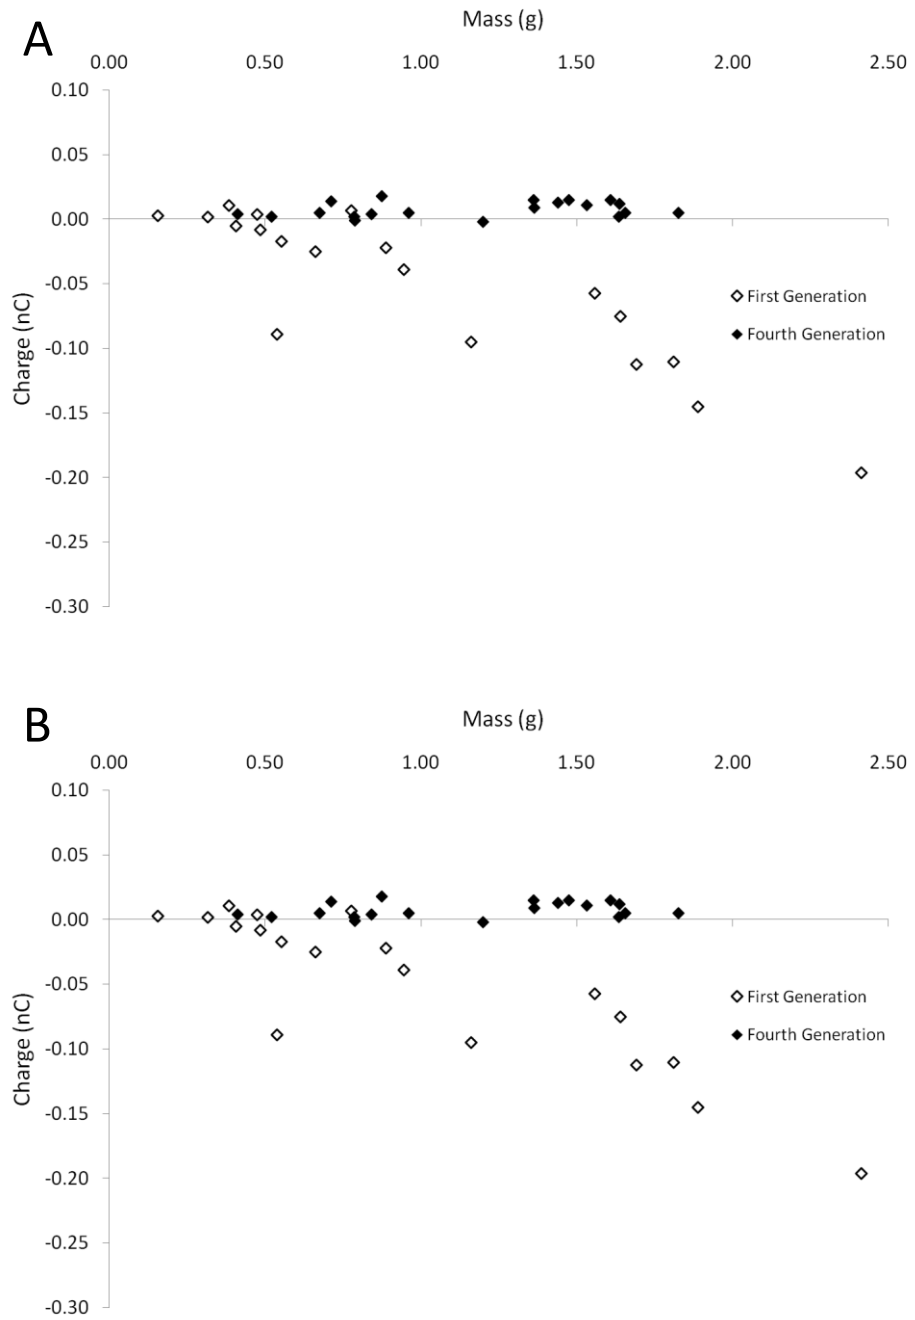 A
Mass (g)
0.00 0.50 1.00 1.50 2.00 2.50
0.10
0.05
0.00
-0.05
-0.10
-0.15
-0.20
-0.25
-0.30
Charge (nC)
First Generation
Fourth Generation
B
Mass (g)
0.00 0.50 1.00 1.50 2.00 2.50
0.10
0.05
0.00
-0.05
-0.10
-0.15
-0.20
-0.25
-0.30
Charge (nC)
First Generation
Fourth Generation